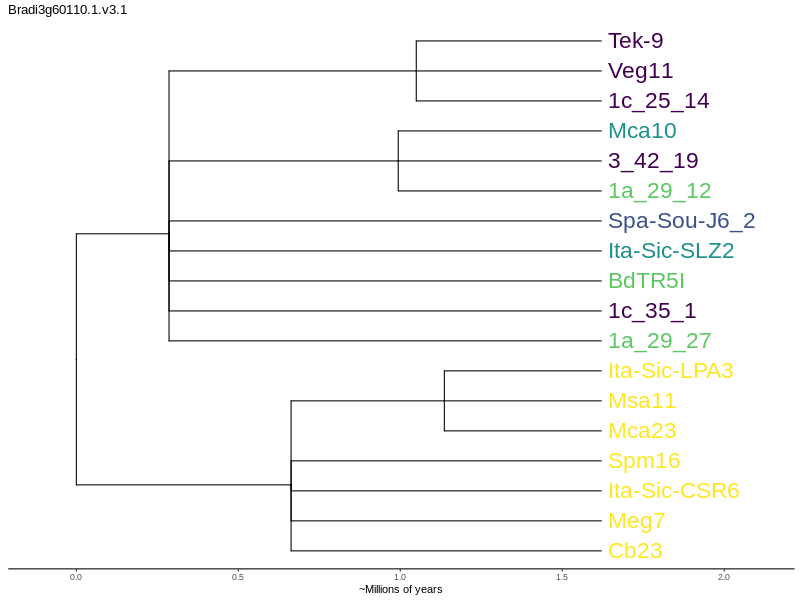 Bradi3g60110.1.v3.1
Tek-9
Veg11
1c_25_14
Mca10
3_42_19
1a_29_12
Spa-Sou-J6_2
Ita-Sic-SLZ2
BdTR5I
1c_35_1
1a_29_27
Ita-Sic-LPA3
Msa11
Mca23
Spm16
Ita-Sic-CSR6
Meg7
Cb23
0.0 0.5 1.0 1.5 2.0
~Millions of years